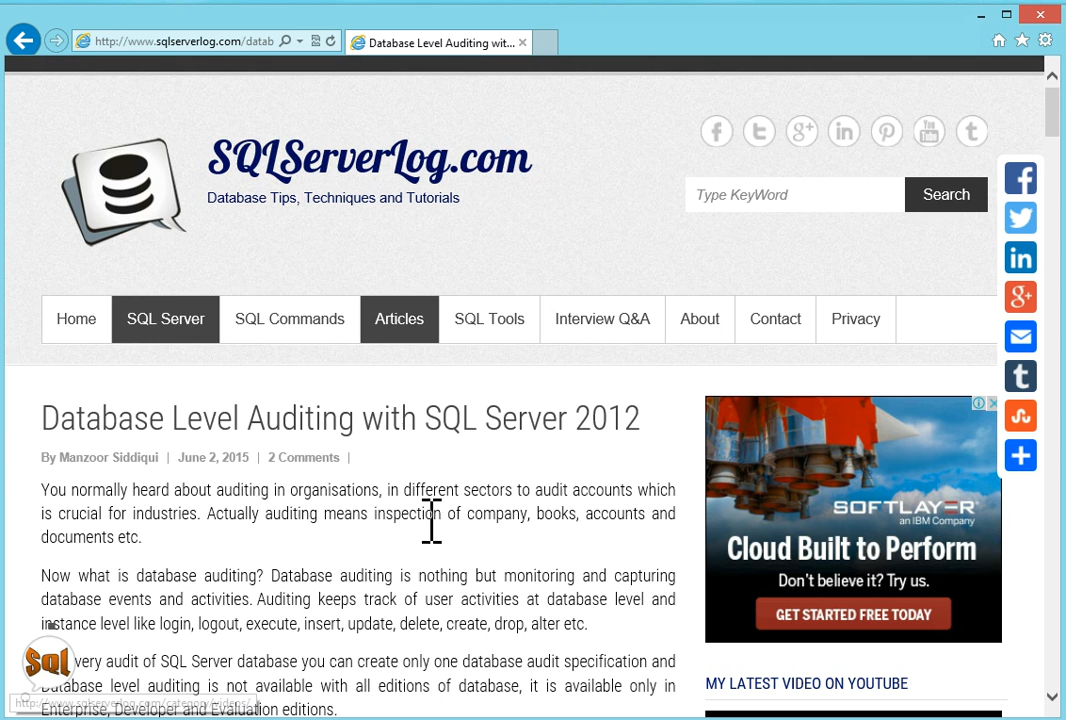 http://www.sqlserverlog.com/datab
Database Level Auditing wit...
SQLServerLog.com
Database Tips, Techniques and Tutorials
Type KeyWord
Search
Home
SQL Server
SQL Commands
Articles
SQL Tools
Interview Q&A
About
Contact
Privacy
Database Level Auditing with SQL Server 2012
By Manzoor Siddiqui | June 2, 2015 | 2 Comments |
You normally heard about auditing in organisations, in different sectors to audit accounts which
is crucial for industries. Actually auditing means inspection of company, books, accounts and
documents etc.
Now what is database auditing? Database auditing is nothing but monitoring and capturing
database events and activities. Auditing keeps track of user activities at database level and
instance level like login, logout, execute, insert, update, delete, create, drop, alter etc.
very audit of SQL Server database you can create only one database audit specification and
Database level auditing is not available with all editions of database, it is available only in
Enterprise, Developer and Evaluation editions.
Sql
http://www.sqlserverlog.com/category/videos/
SOFTLAYER
an IBM Company
Cloud Built to Perform
Don't believe it? Try us.
GET STARTED FREE TODAY
MY LATEST VIDEO ON YOUTUBE